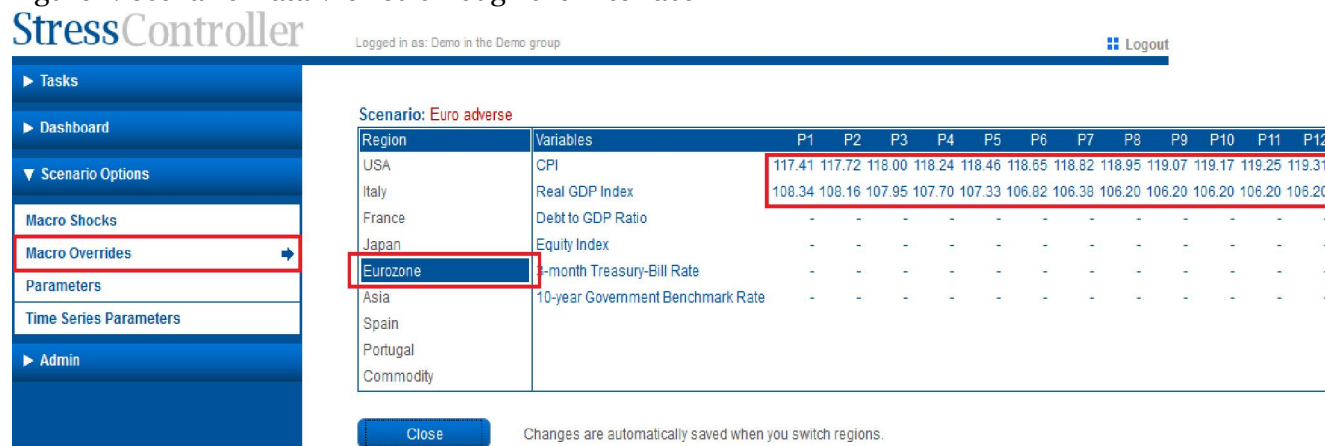 StressController
Logged in as: Demo in the Demo group
Logout
Tasks
Dashboard
Scenario Options
Macro Shocks
Macro Overrides
Parameters
Time Series Parameters
Admin
Scenario: Euro adverse
Region Variables P1 P2 P3 P4 P5 P6 P7 P8 P9 P10 P11 P12
USA CPI 117.41 117.72 118.00 118.24 118.46 118.65 118.82 118.95 119.07 119.17 119.25 119.31
Italy Real GDP Index 108.34 108.16 107.95 107.70 107.33 106.82 106.38 106.20 106.20 106.20 106.20 106.20
France Debt to GDP Ratio - - - - - - - - - - - -
Japan Equity Index - - - - - - - - - - - -
Eurozone 3-month Treasury-Bill Rate - - - - - - - - - - - -
Asia 10-year Government Benchmark Rate - - - - - - - - - - - -
Spain
Portugal
Commodity
Close Changes are automatically saved when you switch regions.